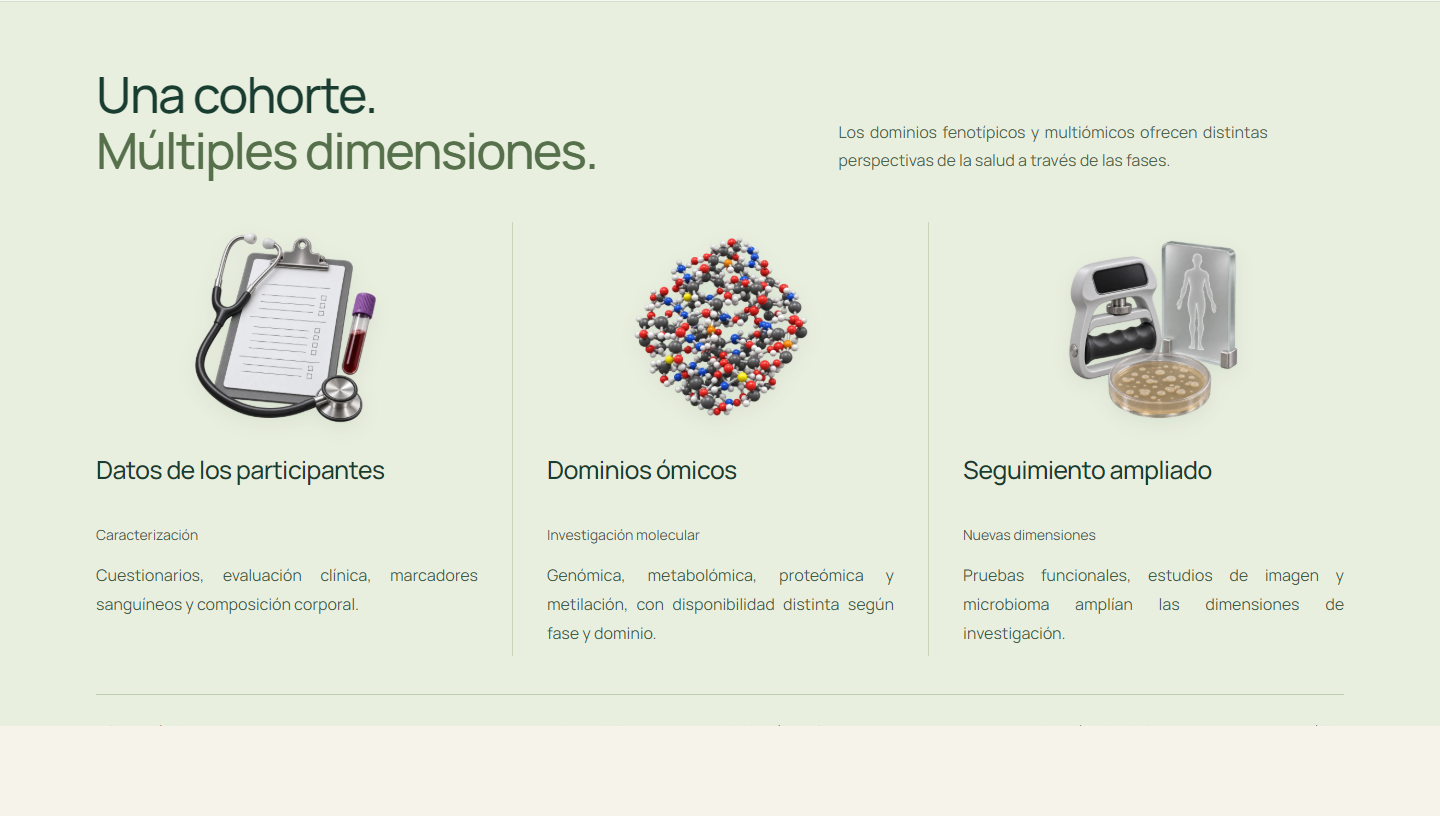 Una cohorte.
Múltiples dimensiones.
Los dominios fenotípicos y multiómicos ofrecen distintas
perspectivas de la salud a través de las fases.
Datos de los participantes
Caracterización
Cuestionarios, evaluación clínica, marcadores
sanguíneos y composición corporal.
Dominios ómicos
Investigación molecular
Genómica, metabolómica, proteómica y
metilación, con disponibilidad distinta según
fase y dominio.
Seguimiento ampliado
Nuevas dimensiones
Pruebas funcionales, estudios de imagen y
microbioma amplían las dimensiones de
investigación.